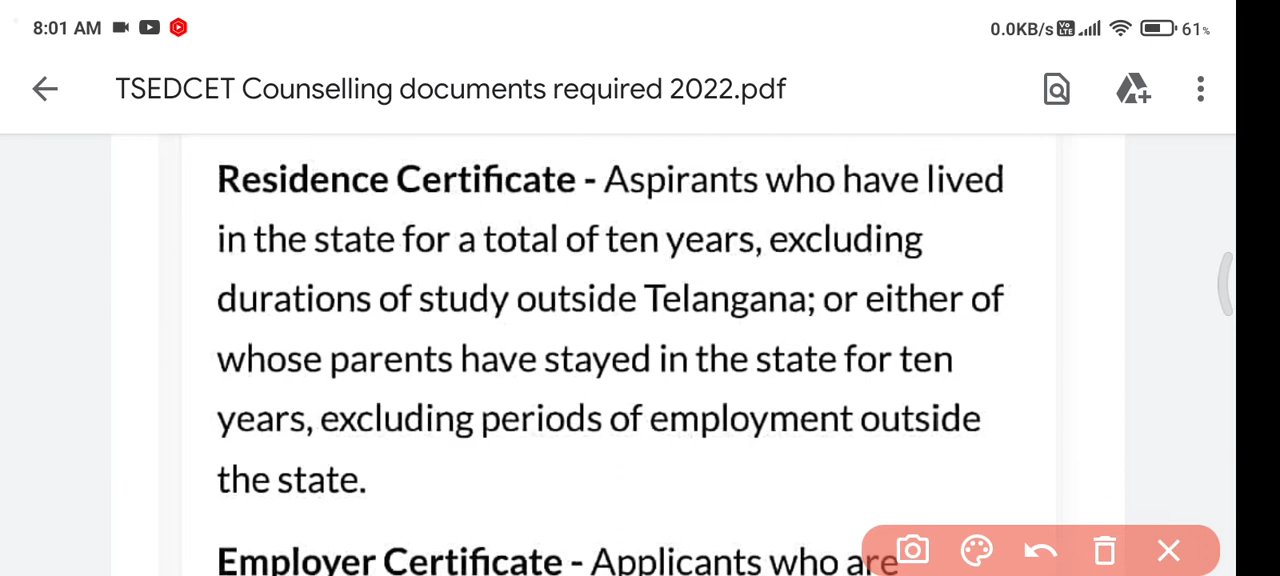 8:01 AM 0.0KB/s Vo LTE 61%
TSEDCET Counselling documents required 2022.pdf
Residence Certificate - Aspirants who have lived
in the state for a total of ten years, excluding
durations of study outside Telangana; or either of
whose parents have stayed in the state for ten
years, excluding periods of employment outside
the state.
Employer Certificate - Applicants who are